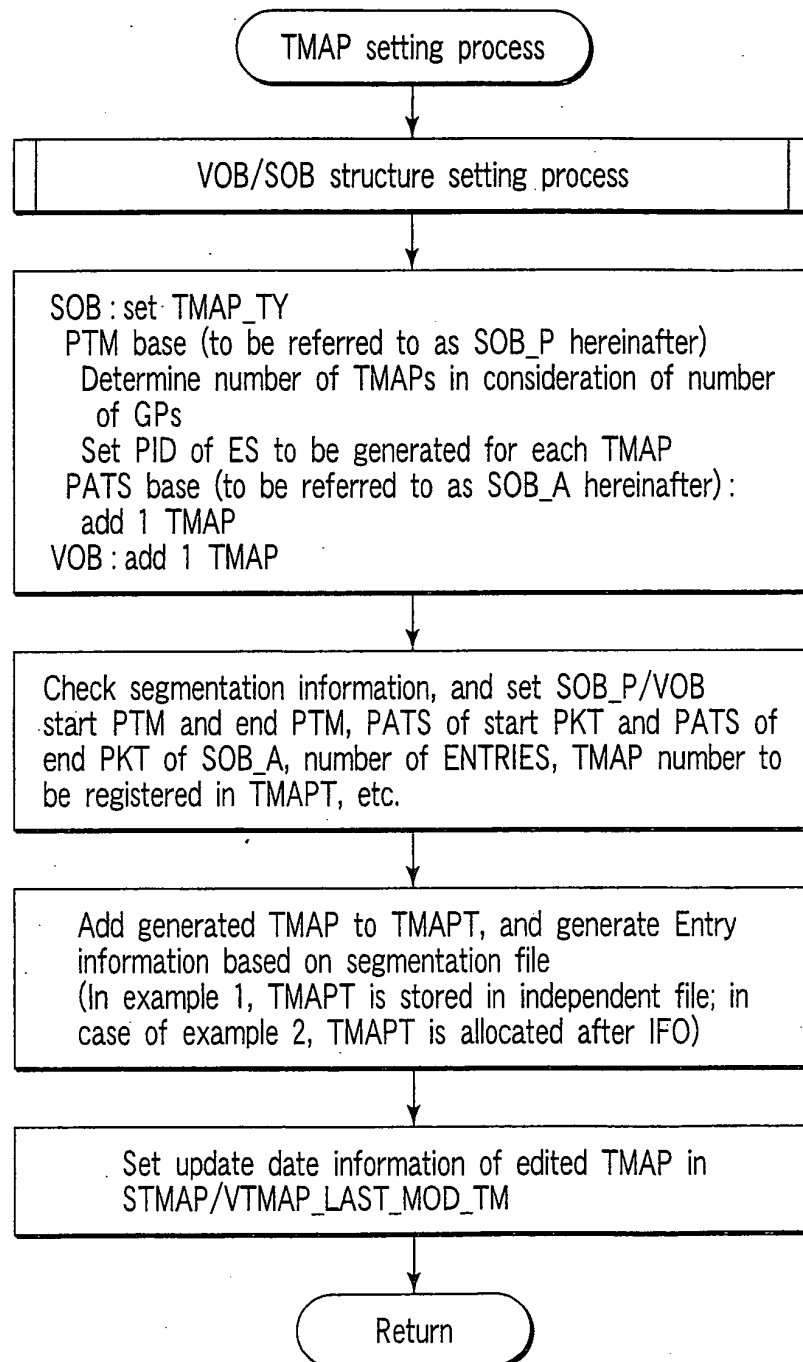 TMAP setting process
VOB/SOB structure setting process
SOB : set TMAP_TY
PTM base (to be referred to as SOB_P hereinafter)
Determine number of TMAPs in consideration of number
of GPs
Set PID of ES to be generated for each TMAP
PATS base (to be referred to as SOB_A hereinafter) :
add 1 TMAP
VOB : add 1 TMAP
Check segmentation information, and set SOB_P/VOB
start PTM and end PTM, PATS of start PKT and PATS of
end PKT of SOB_A, number of ENTRIES, TMAP number to
be registered in TMAPT, etc.
Add generated TMAP to TMAPT, and generate Entry
information based on segmentation file
(In example 1, TMAPT is stored in independent file; in
case of example 2, TMAPT is allocated after IFO)
Set update date information of edited TMAP in
STMAP/VTMAP_LAST_MOD_TM
Return